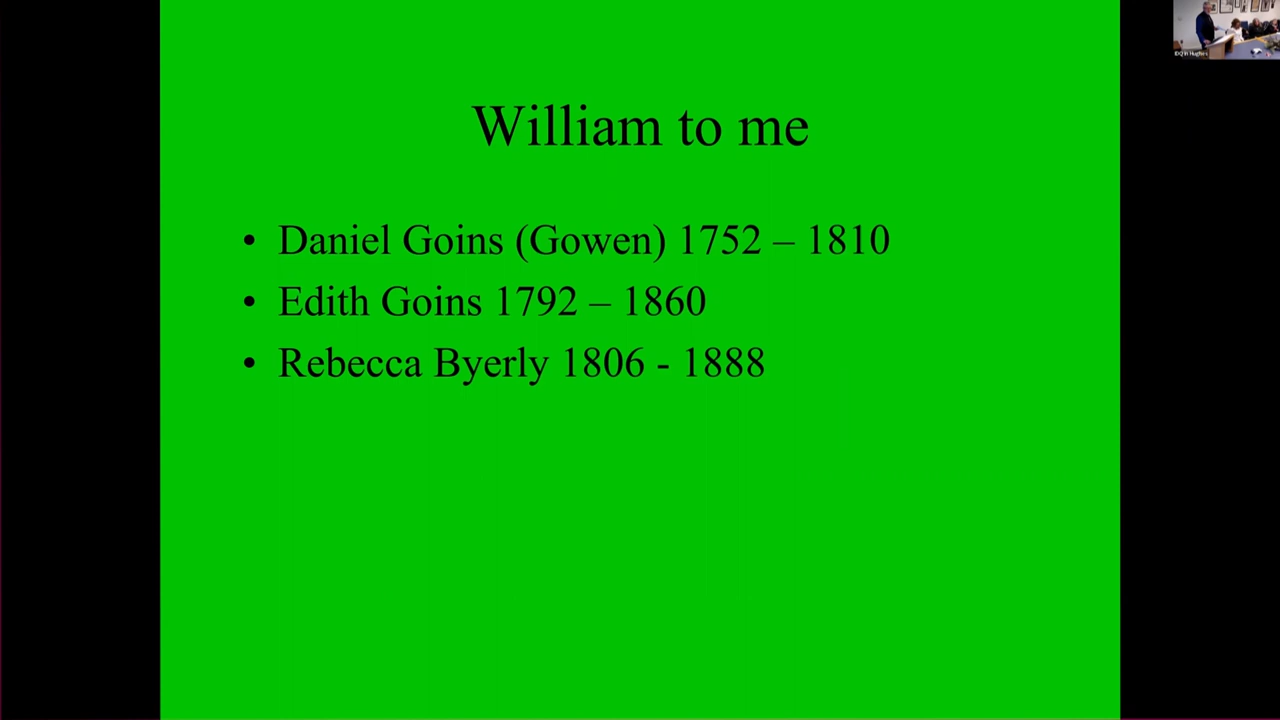 William to me
• Daniel Goins (Gowen) 1752 – 1810
• Edith Goins 1792 – 1860
• Rebecca Byerly 1806 - 1888